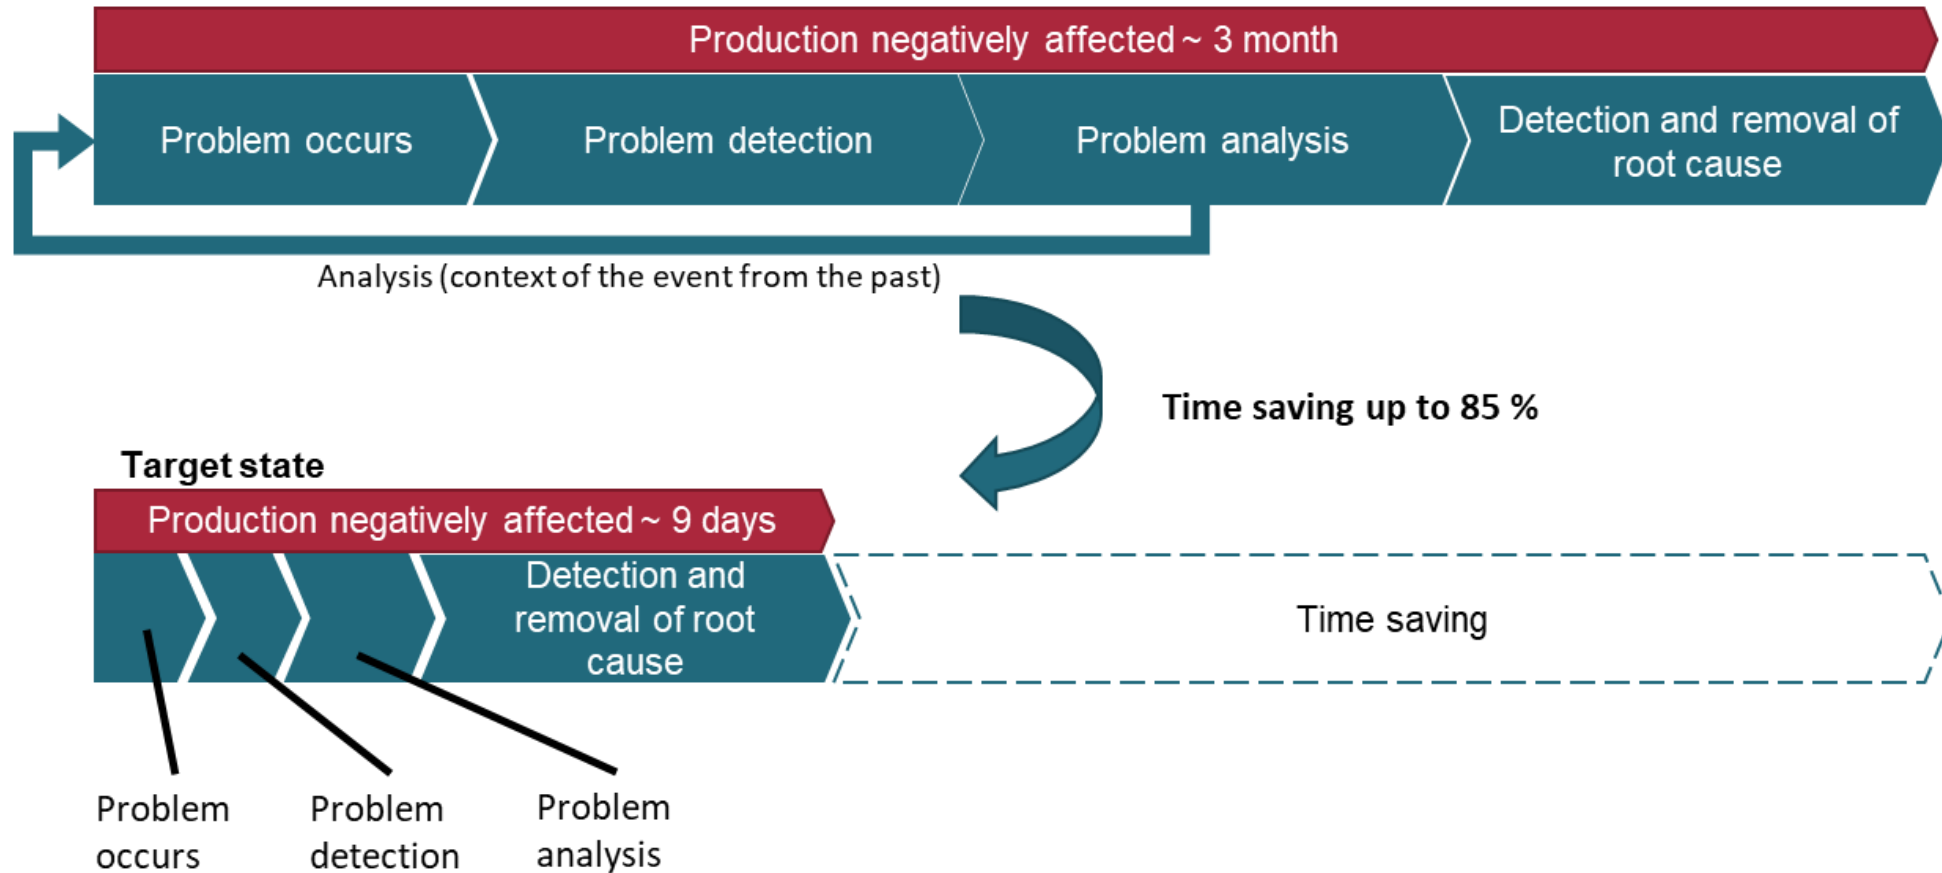 Production negatively affected ~ 3 month
Problem occurs
Problem detection
Problem analysis
Detection and removal of
root cause
Analysis (context of the event from the past)
Time saving up to 85 %
Target state
Production negatively affected ~ 9 days
Detection and
removal of root
cause
Time saving
Problem
occurs
Problem
detection
Problem
analysis